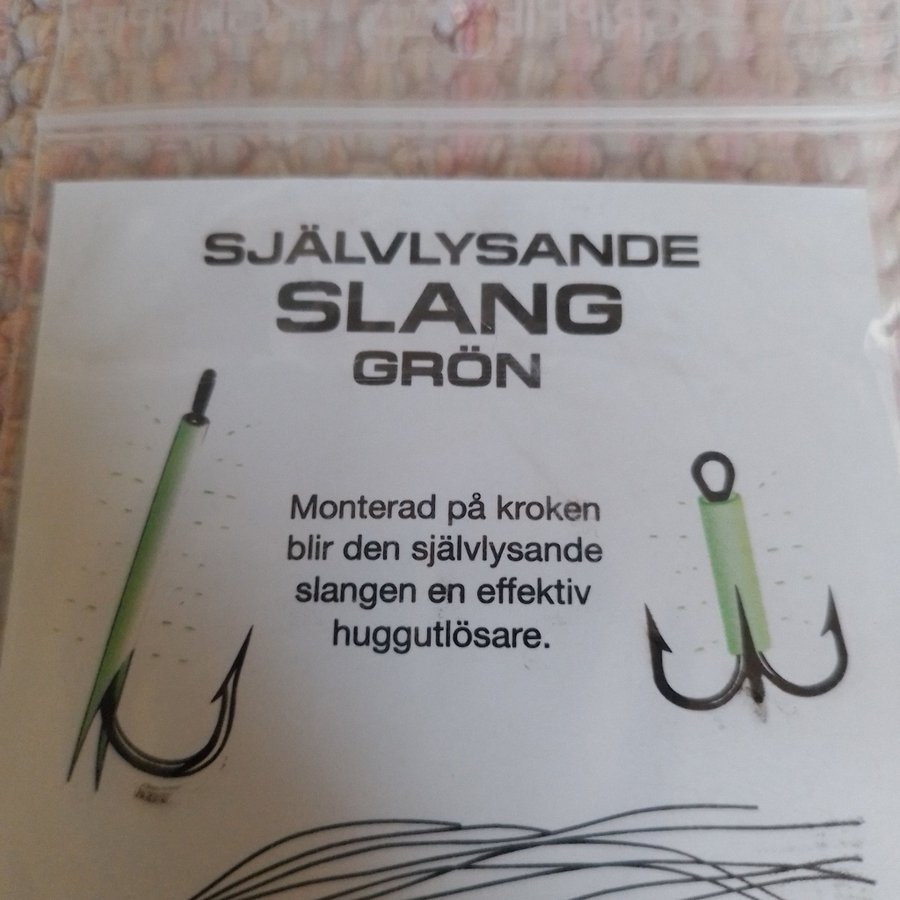 SJÄLVLYSANDE
SLANG
GRÖN
Monterad på kroken
blir den självlysande
slangen en effektiv
huggutlösare.